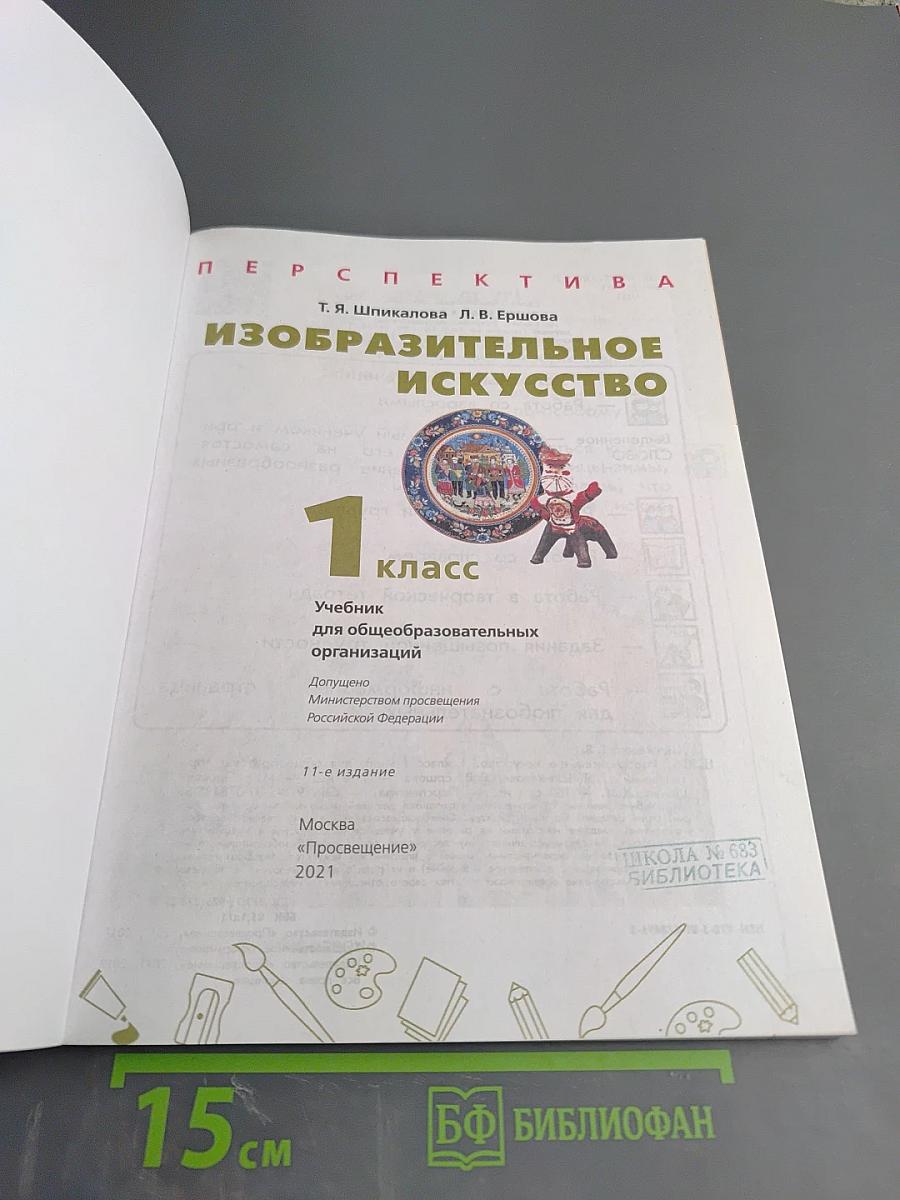 ПЕРСПЕКТИВА
Т. Я. Шпикалова Л. В. Ершова
ИЗОБРАЗИТЕЛЬНОЕ
ИСКУССТВО
1 класс
Учебник
для общеобразовательных
организаций
Допущено
Министерством просвещения
Российской Федерации
11-е издание
Москва
«Просвещение»
2021
ШКОЛА № 683
БИБЛИОТЕКА
15 см
БФ БИБЛИОФАН